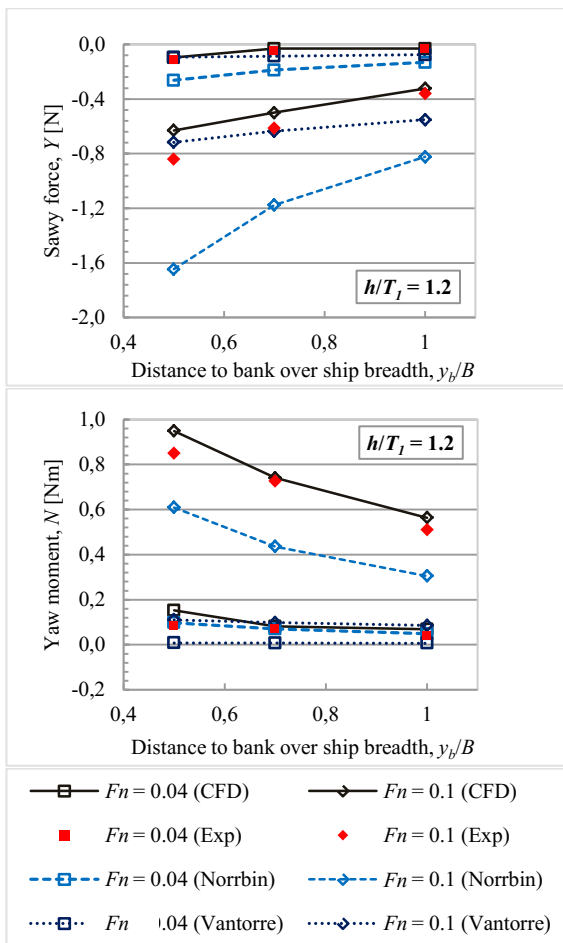 0,0
-0,4
-0,8
-1,2
-1,6
-2,0
Sawy force, Y [N]
h/T1 = 1.2
0,4 0,6 0,8 1
Distance to bank over ship breadth, yb/B
1,0
0,8
0,6
0,4
0,2
0,0
-0,2
Yaw moment, N [Nm]
h/T1 = 1.2
0,4 0,6 0,8 1
Distance to bank over ship breadth, yb/B
Fn = 0.04 (CFD) Fn = 0.1 (CFD)
Fn = 0.04 (Exp) Fn = 0.1 (Exp)
Fn = 0.04 (Norrbin) Fn = 0.1 (Norrbin)
Fn 0.04 (Vantorre) Fn = 0.1 (Vantorre)